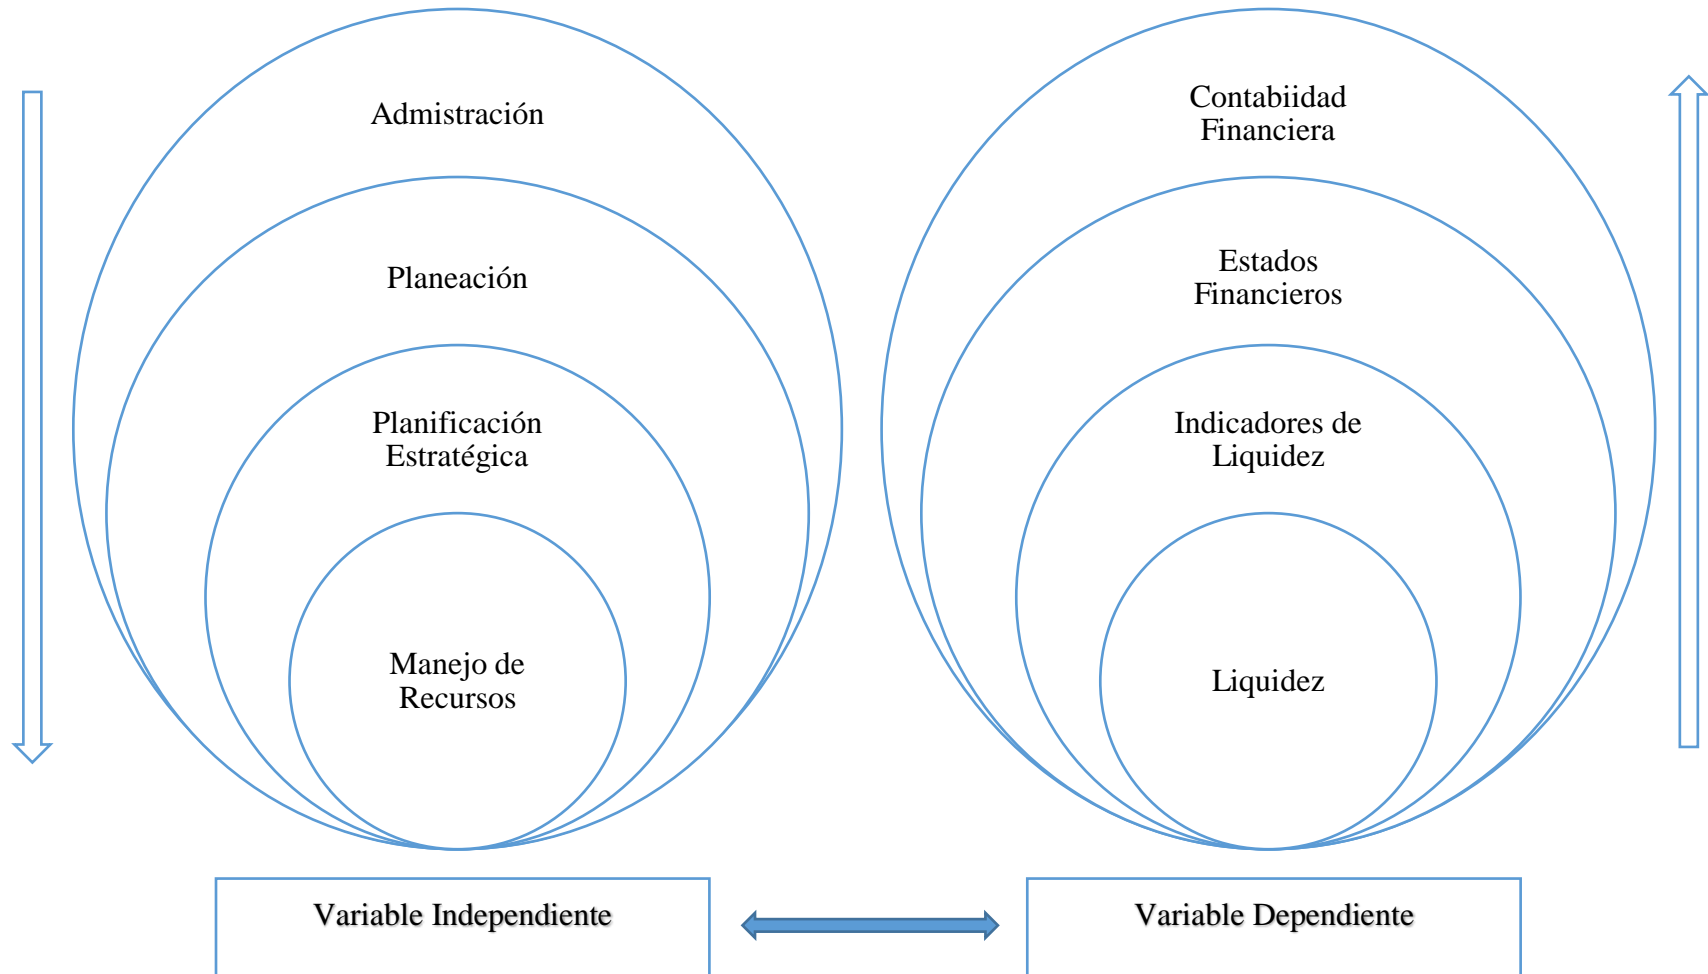 Admistración
Planeación
Planificación
Estratégica
Manejo de
Recursos
Contabiidad
Financiera
Estados
Financieros
Indicadores de
Liquidez
Liquidez
Variable Independiente
Variable Dependiente